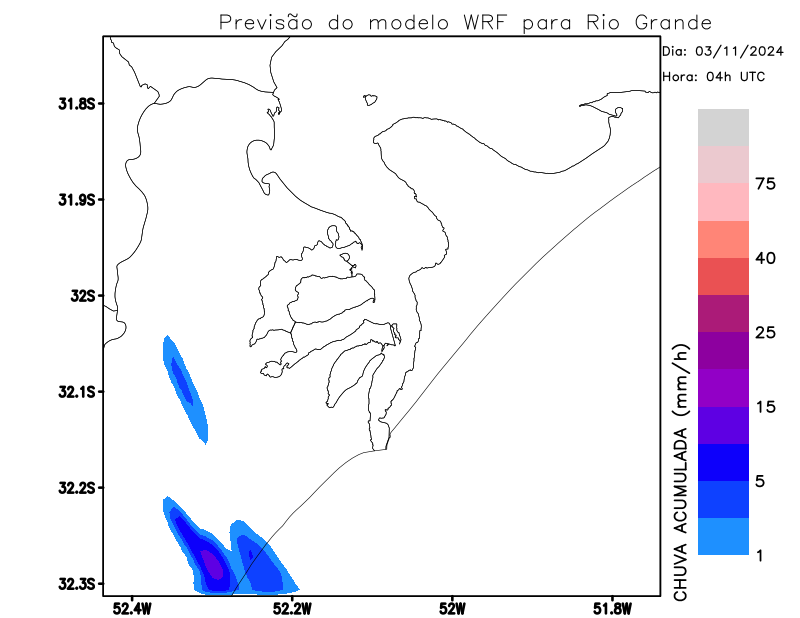 Previsão do modelo WRF para Rio Grande
Dia: 03/11/2024
Hora: 04h UTC
31.8S
31.9S
32S
32.1S
32.2S
32.3S
52.4W
52.2W
52W
51.8W
75
40
25
15
5
1
CHUVA ACUMULADA (mm/h)